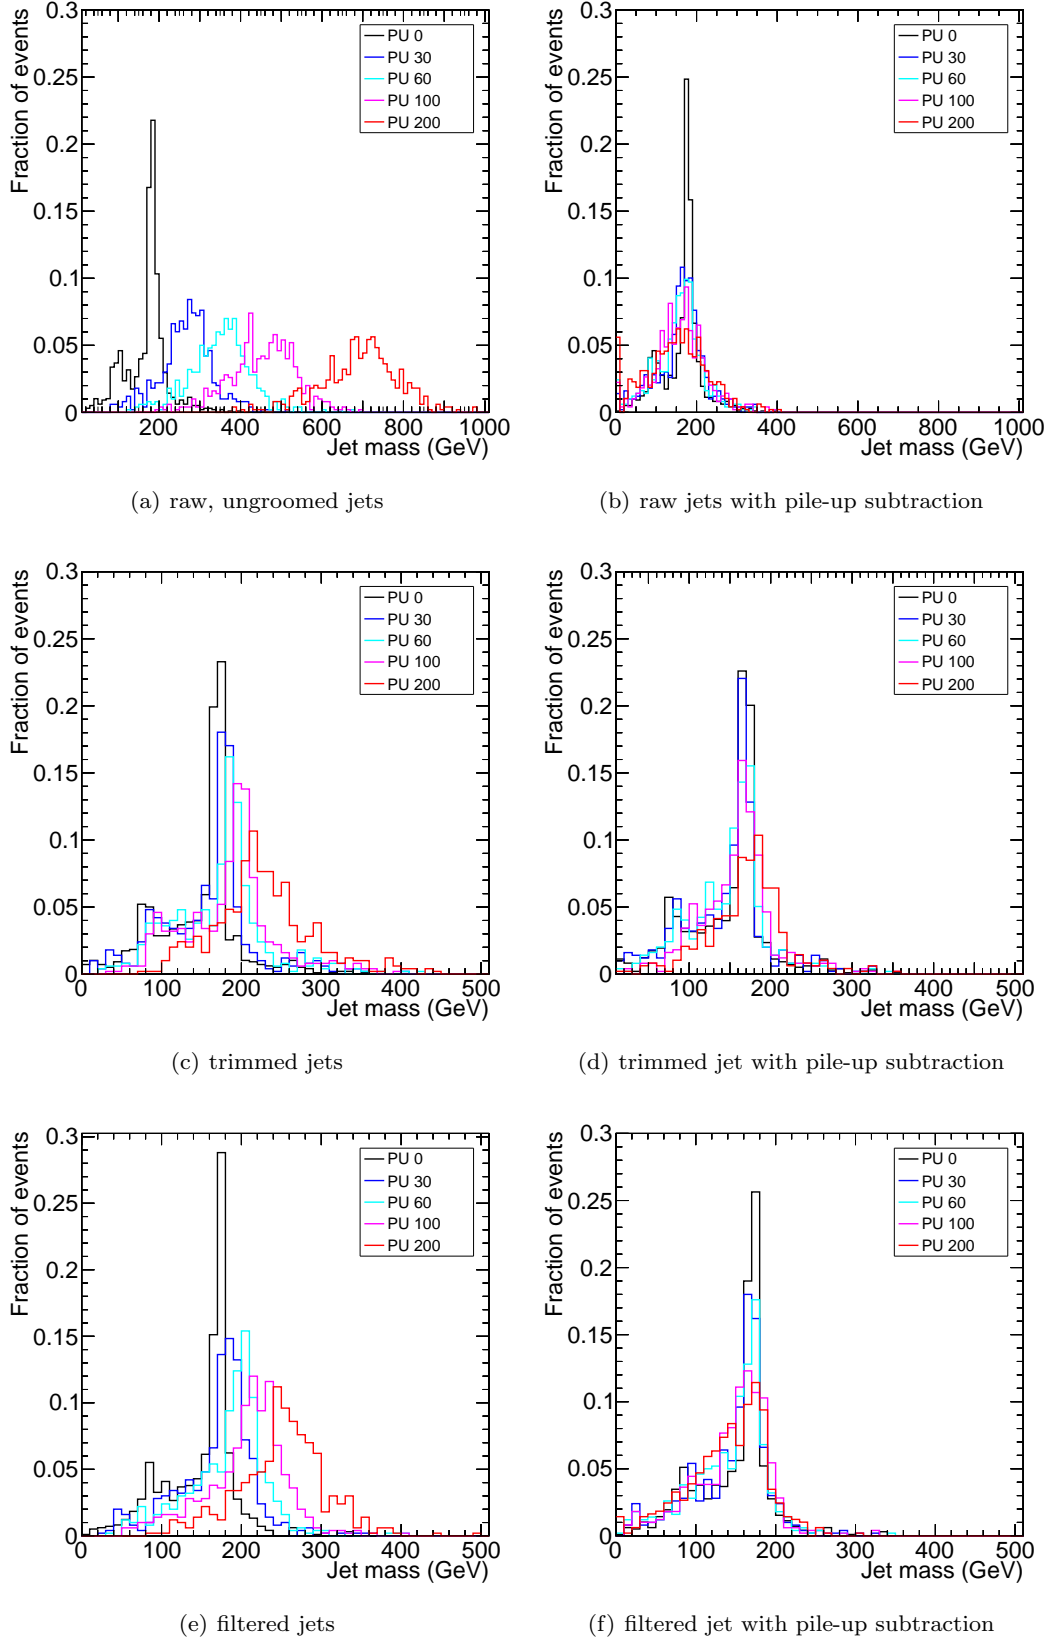 0.3
0.25
0.2
0.15
0.1
0.05
0
Fraction of events
PU 0
PU 30
PU 60
PU 100
PU 200
200 400 600 800 1000
Jet mass (GeV)
(a) raw, ungroomed jets
0.3
0.25
0.2
0.15
0.1
0.05
0
Fraction of events
PU 0
PU 30
PU 60
PU 100
PU 200
0 200 400 600 800 1000
Jet mass (GeV)
(b) raw jets with pile-up subtraction
0.3
0.25
0.2
0.15
0.1
0.05
0
Fraction of events
PU 0
PU 30
PU 60
PU 100
PU 200
0 100 200 300 400 500
Jet mass (GeV)
(c) trimmed jets
0.3
0.25
0.2
0.15
0.1
0.05
0
Fraction of events
PU 0
PU 30
PU 60
PU 100
PU 200
100 200 300 400 500
Jet mass (GeV)
(d) trimmed jet with pile-up subtraction
0.3
0.25
0.2
0.15
0.1
0.05
0
Fraction of events
PU 0
PU 30
PU 60
PU 100
PU 200
0 100 200 300 400 500
Jet mass (GeV)
(e) filtered jets
0.3
0.25
0.2
0.15
0.1
0.05
0
Fraction of events
PU 0
PU 30
PU 60
PU 100
PU 200
0 100 200 300 400 500
Jet mass (GeV)
(f) filtered jet with pile-up subtraction